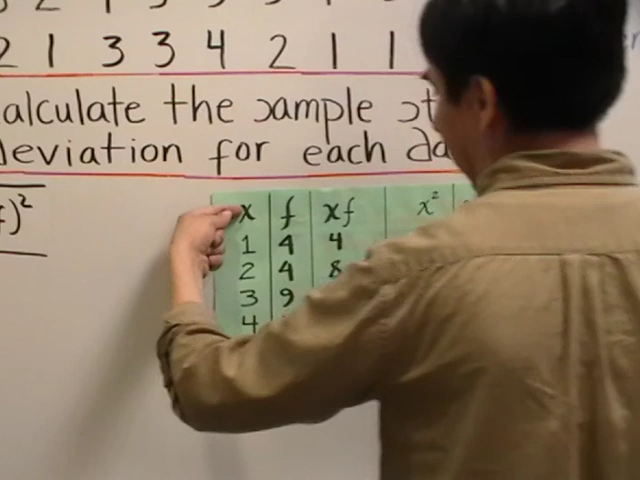 2 1 3 3 4 2 1 1
alculate the sample st
deviation for each da
)²
x f xf x²
1 4 4
2 4 8
3 9
4